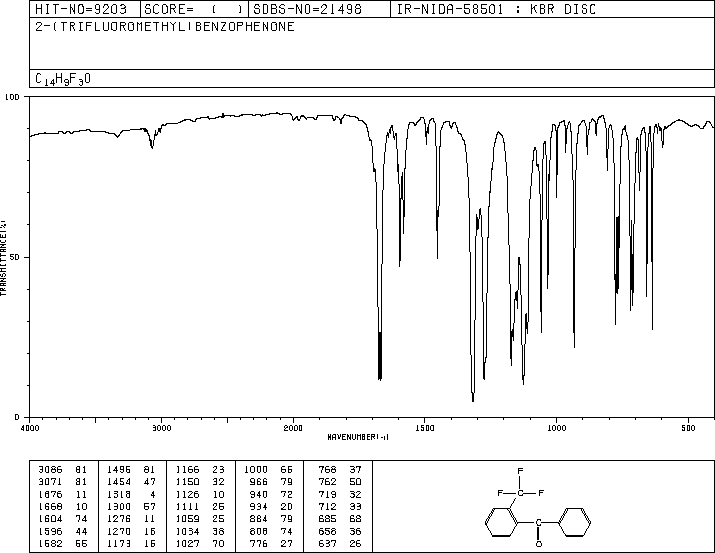 HIT-NO=9203 SCORE= ( ) SDBS-NO=21498 IR-NIDA-58501 : KBR DISC
2-(TRIFLUOROMETHYL)BENZOPHENONE
C14H9F3O
100
50
0
TRANSMITTANCE(%)
4000 3000 2000 1500 1000 500
WAVENUMBER(-1)
3086 81 1495 81 1166 23 1000 66 768 37
3071 81 1454 47 1150 32 966 79 762 50
1676 11 1318 4 1126 10 940 72 719 32
1668 10 1300 57 1111 25 934 20 712 33
1604 74 1276 11 1059 25 884 79 685 68
1596 44 1270 16 1034 38 808 74 658 36
1582 55 1173 16 1027 70 776 27 637 26
F
F C F
C
O